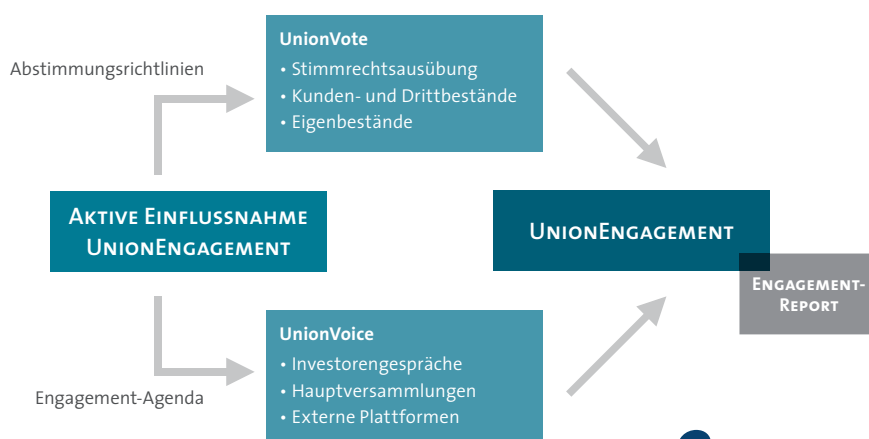 UnionVote
• Stimmrechtsausübung
• Kunden- und Drittbestände
• Eigenbestände
Abstimmungsrichtlinien
AKTIVE EINFLUSSNAHME
UNIONENGAGEMENT
UNIONENGAGEMENT
ENGAGEMENT-
REPORT
UnionVoice
• Investorengespräche
• Hauptversammlungen
• Externe Plattformen
Engagement-Agenda